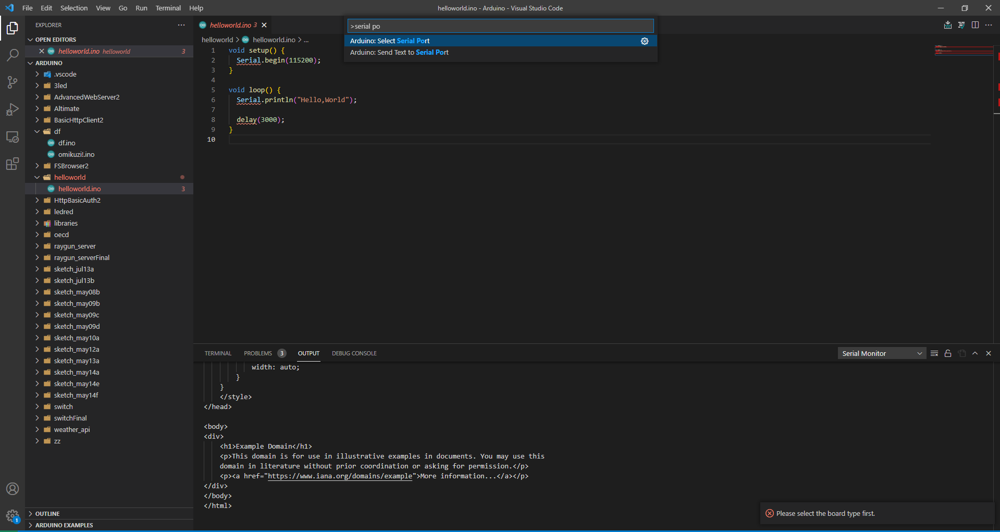 File Edit Selection View Go Run Terminal Help
helloworld.ino - Arduino - Visual Studio Code
EXPLORER
OPEN EDITORS
helloworld.ino helloworld 3
ARDUINO
.vscode
3led
AdvancedWebServer2
Altimate
BasicHttpClient2
df
df.ino
omikuzi!.ino
FSBrowser2
helloworld
helloworld.ino 3
HttpBasicAuth2
ledred
libraries
oecd
raygun_server
raygun_serverFinal
sketch_jul13a
sketch_jul13b
sketch_may08b
sketch_may09b
sketch_may09c
sketch_may09d
sketch_may10a
sketch_may12a
sketch_may13a
sketch_may14a
sketch_may14e
sketch_may14f
switch
switchFinal
weather_api
zz
OUTLINE
ARDUINO EXAMPLES
1
helloworld.ino 3
helloworld > helloworld.ino > ...
>serial po
Arduino: Select Serial Port
Arduino: Send Text to Serial Port
1 void setup() {
2 Serial.begin(115200);
3 }
4
5 void loop() {
6 Serial.println("Hello,World");
7
8 delay(3000);
9 }
10
TERMINAL PROBLEMS 3 OUTPUT DEBUG CONSOLE
Serial Monitor
width: auto;
}
}
</style>
</head>
<body>
<div>
<h1>Example Domain</h1>
<p>This domain is for use in illustrative examples in documents. You may use this
domain in literature without prior coordination or asking for permission.</p>
<p><a href="https://www.iana.org/domains/example">More information...</a></p>
</div>
</body>
</html>
Please select the board type first.